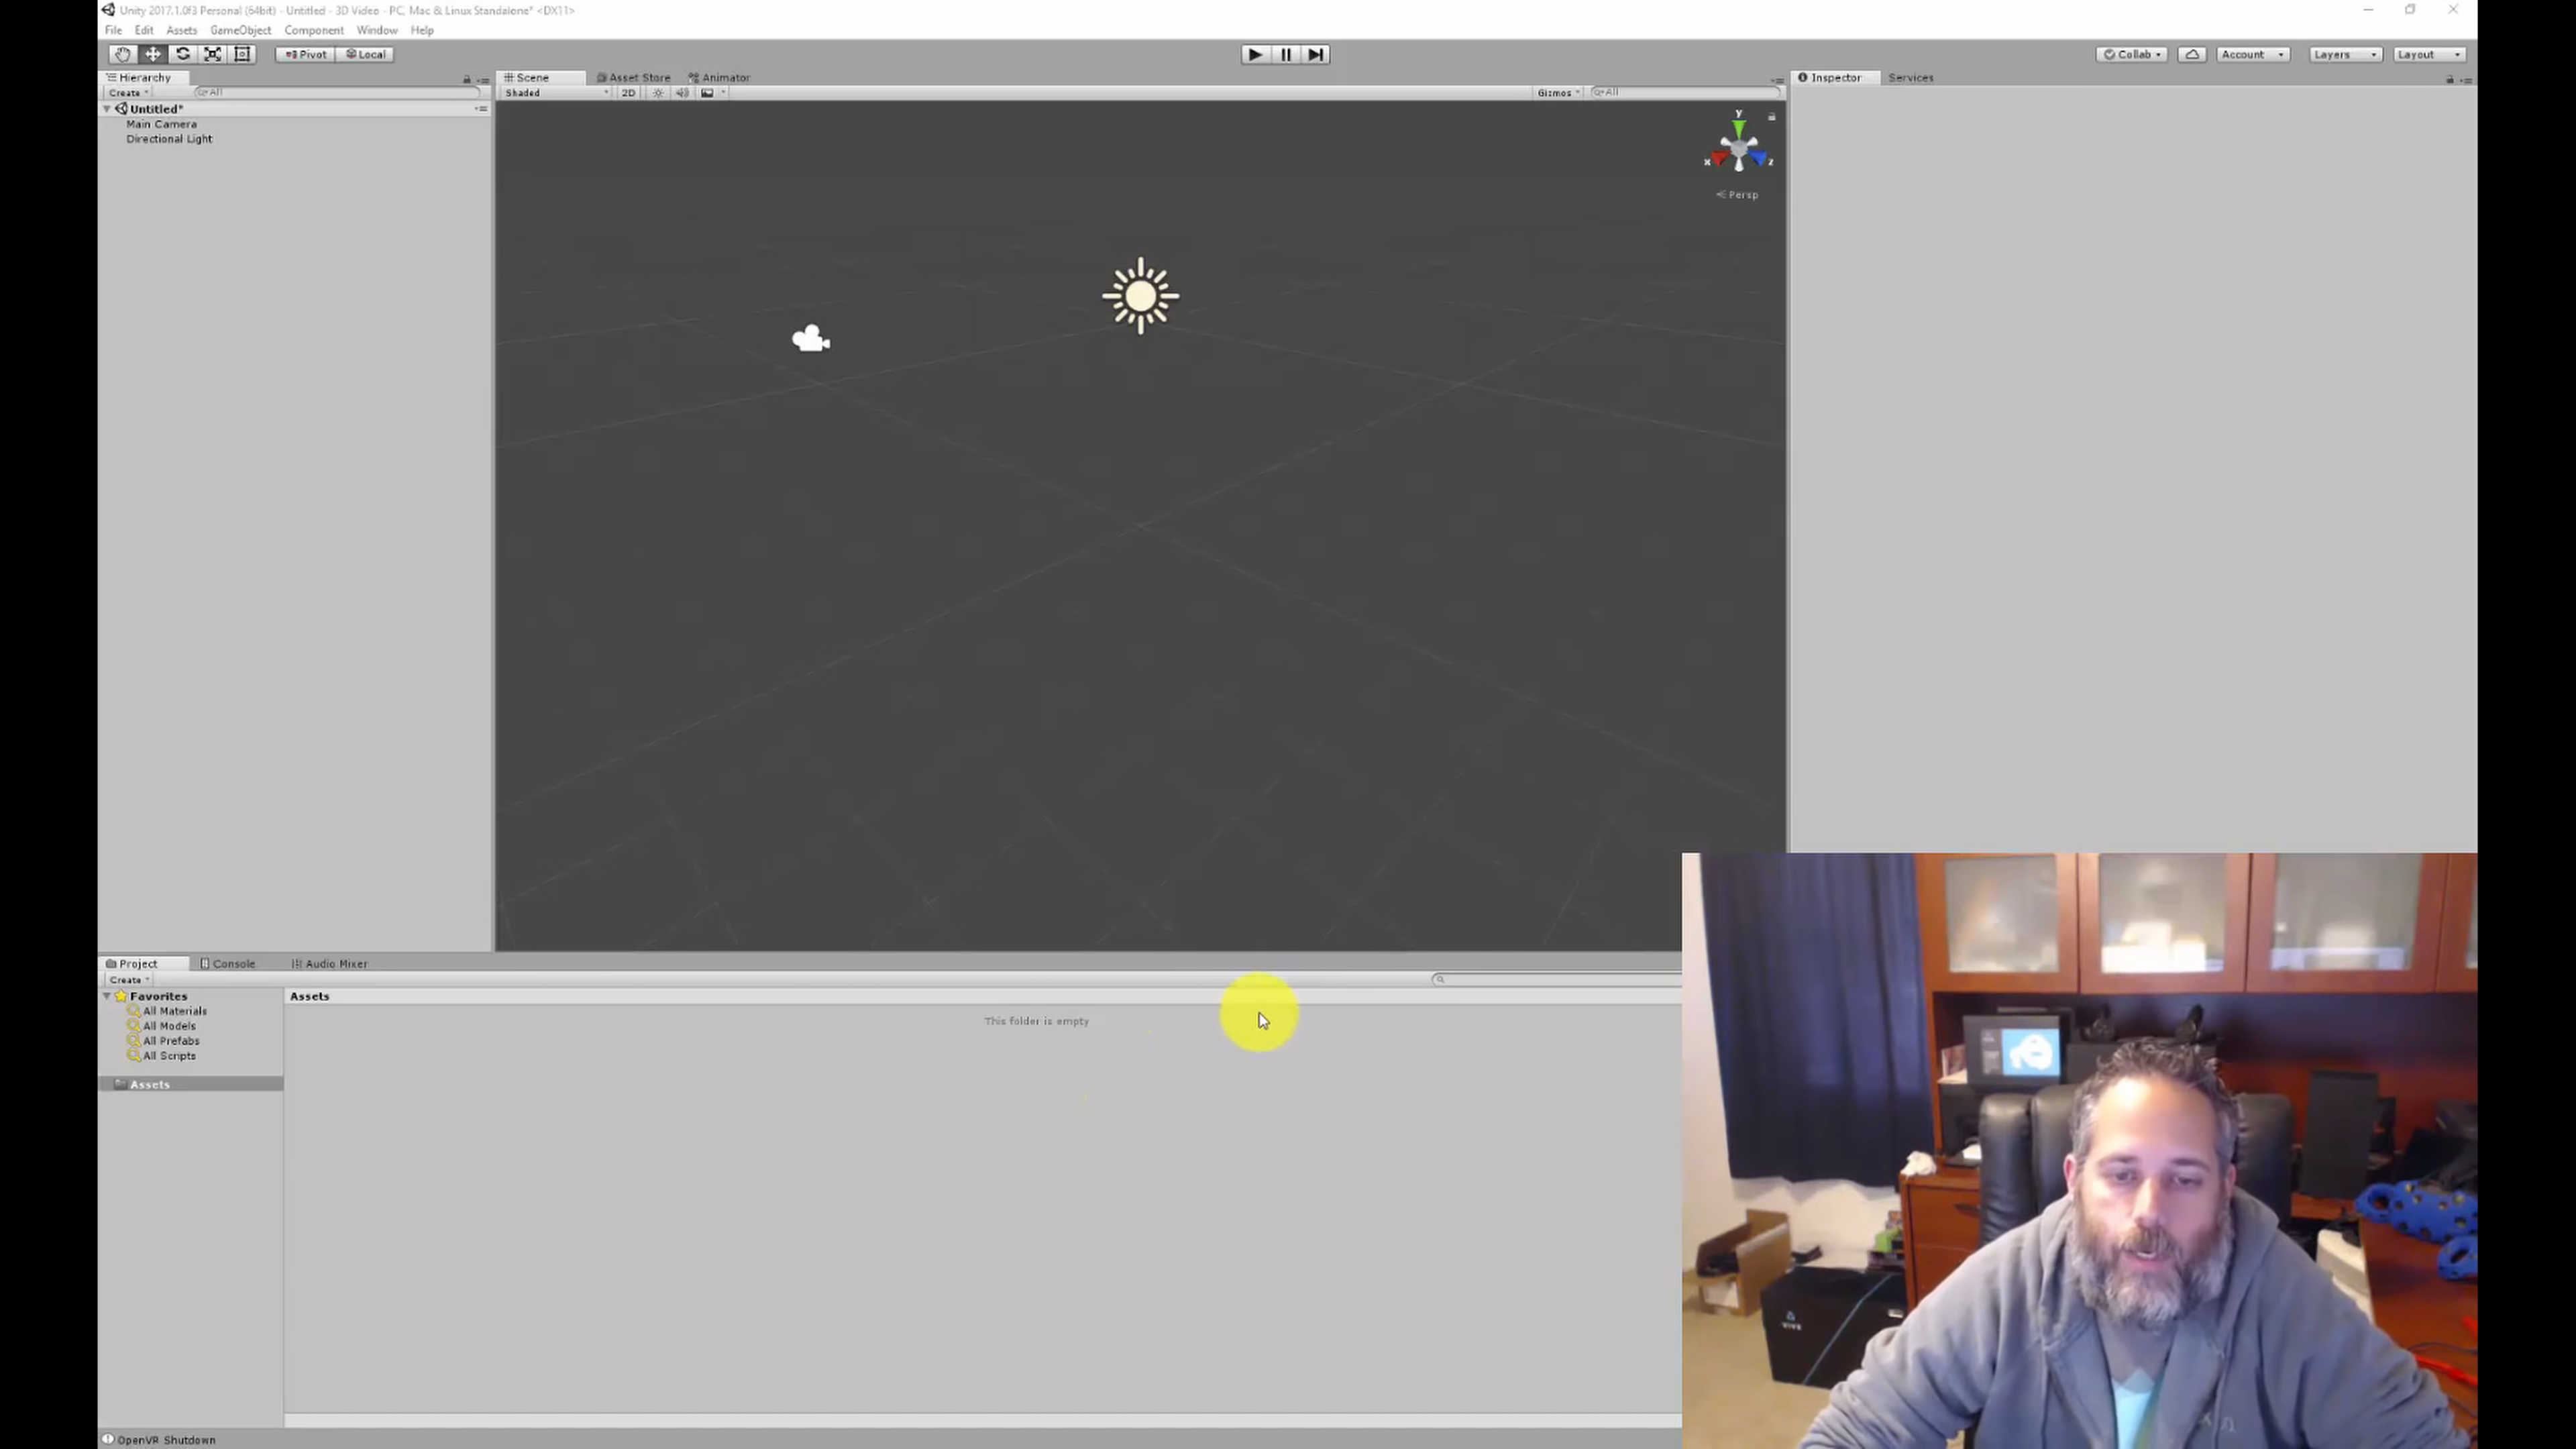 Unity 2017.1.0f3 Personal (64bit) - Untitled - 3D Video - PC, Mac & Linux Standalone* <DX11>
File Edit Assets GameObject Component Window Help
Pivot Local Collab Account Layers Layout
Hierarchy Scene Asset Store Animator Inspector Services
Create All Shaded 2D Gizmos All
Untitled*
Main Camera
Directional Light
y
x z
Persp
Project Console Audio Mixer
Create
Favorites Assets
All Materials
All Models
All Prefabs
All Scripts
This folder is empty
Assets
VIVE
OpenVR Shutdown